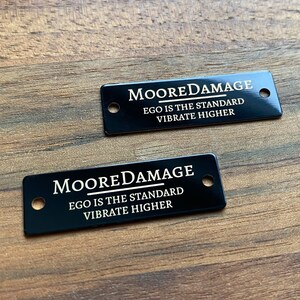 MOOREDAMAGE
EGO IS THE STANDARD
VIBRATE HIGHER
MOOREDAMAGE
EGO IS THE STANDARD
VIBRATE HIGHER